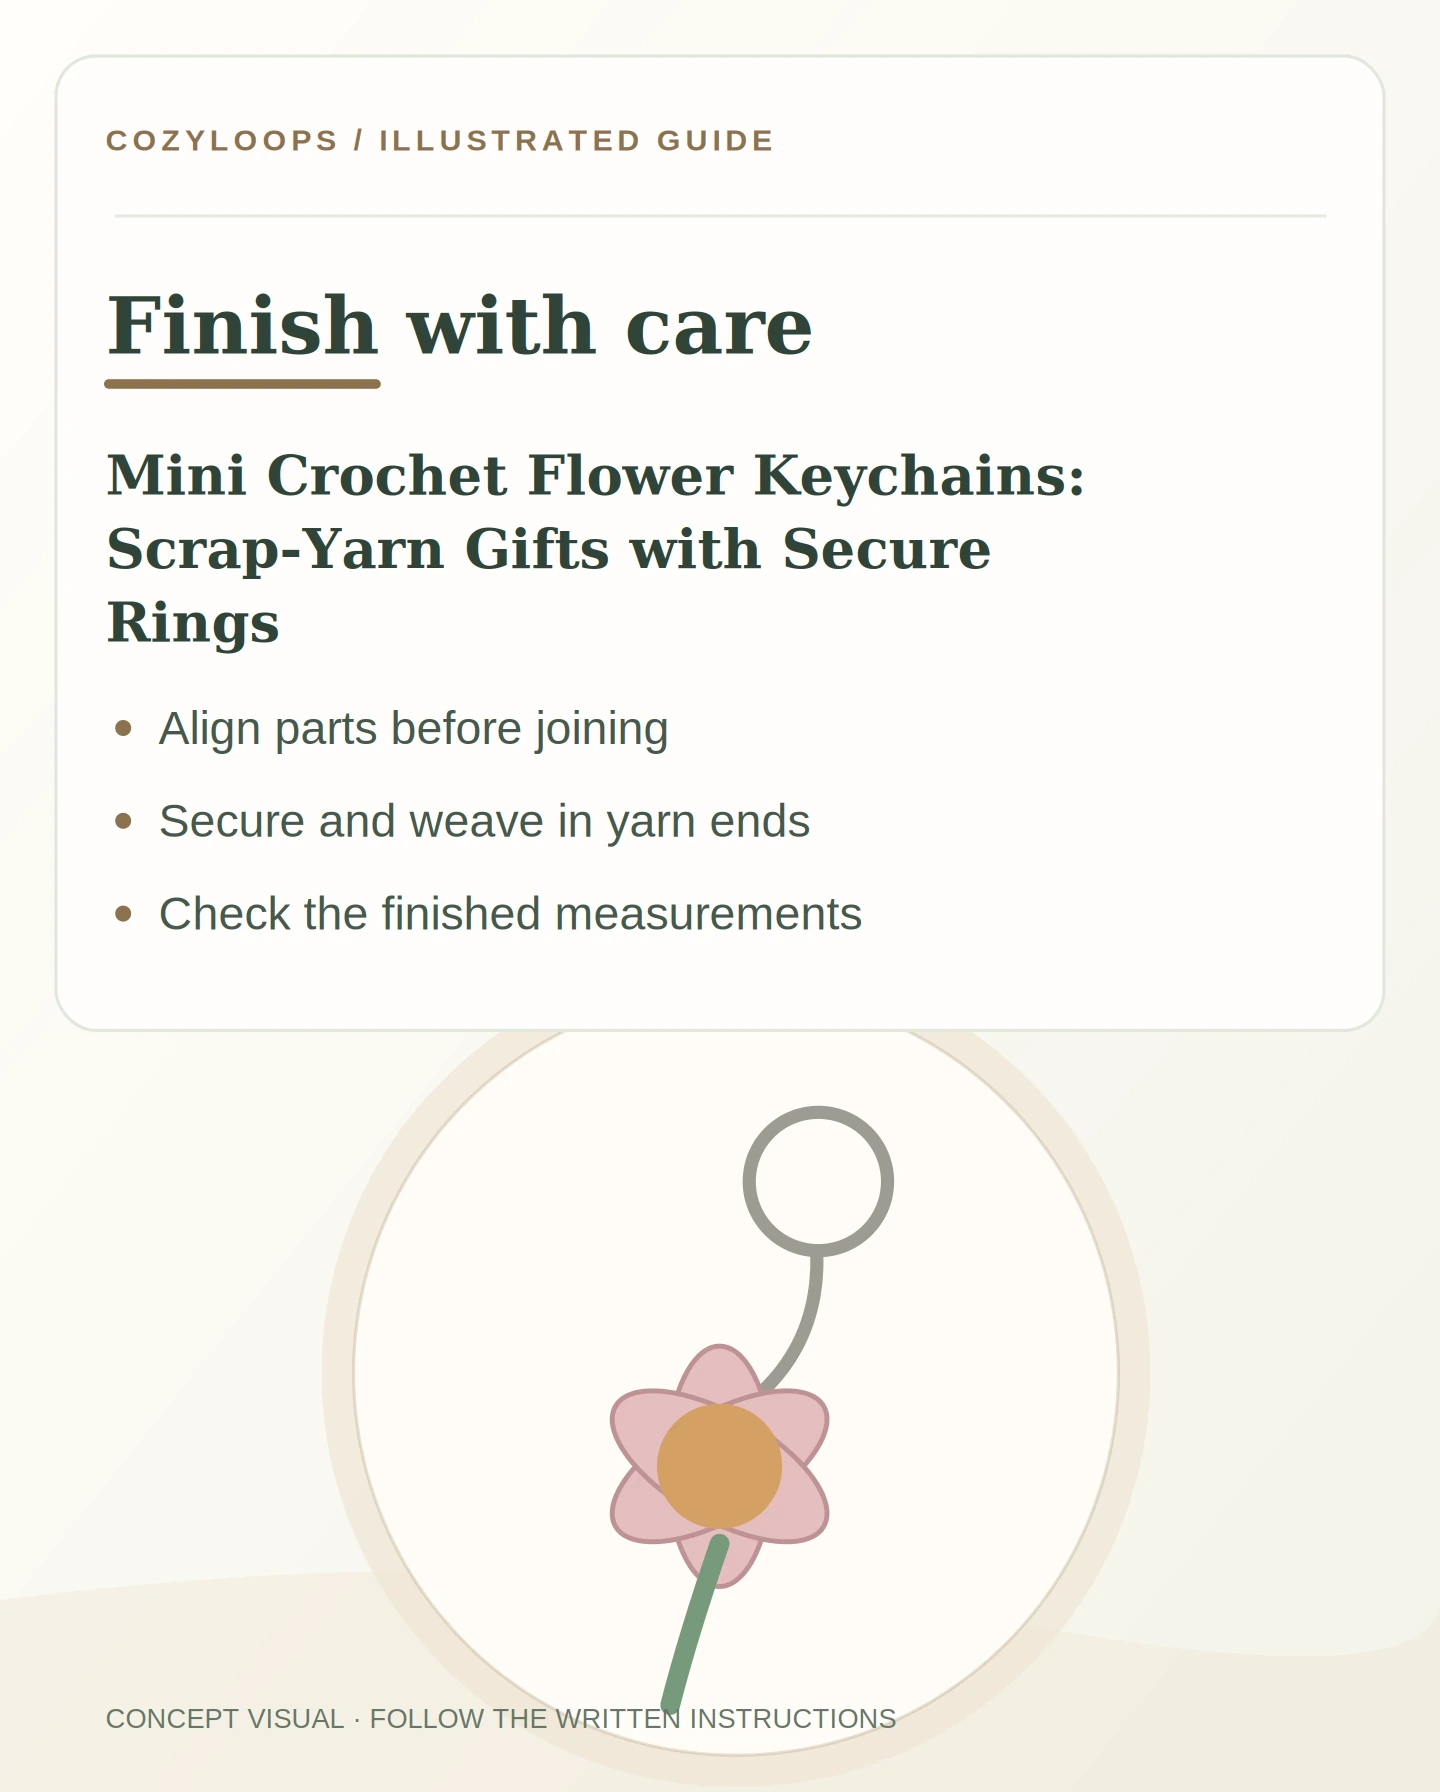 COZYLOOPS / ILLUSTRATED GUIDE
Finish with care
Mini Crochet Flower Keychains:
Scrap-Yarn Gifts with Secure
Rings
• Align parts before joining
• Secure and weave in yarn ends
• Check the finished measurements
CONCEPT VISUAL · FOLLOW THE WRITTEN INSTRUCTIONS